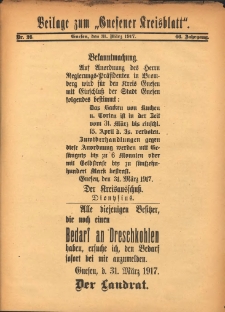 Beilage zum „Gnesener Kreisblatt“.
Nr. 26. Gnesen, den 31. März 1917. 66. Jahrgang.
Bekanntmachung.
Auf Anordnung des Herrn
Regierungs-Präsidenten in Brom-
berg wird für den Kreis Gnesen
mit Einschluß der Stadt Gnesen
folgendes bestimmt:
Das Backen von Kuchen
u. Torten ist in der Zeit
vom 31. März bis einschl.
15. April d. Js. verboten.
Zuwiderhandlungen gegen
diese Anordnung werden mit Ge-
fängnis bis zu 6 Monaten oder
mit Geldstrafe bis zu fünfzehn-
hundert Mark bestraft.
Gnesen, d. 31. März 1917.
Der Kreisausschuß.
Dionysius.
Alle diejenigen Besitzer,
die noch einen
Bedarf an Dreschkohlen
haben, ersuche ich, den Bedarf
sofort bei mir anzumelden.
Gnesen, d. 31. März 1917.
Der Landrat.